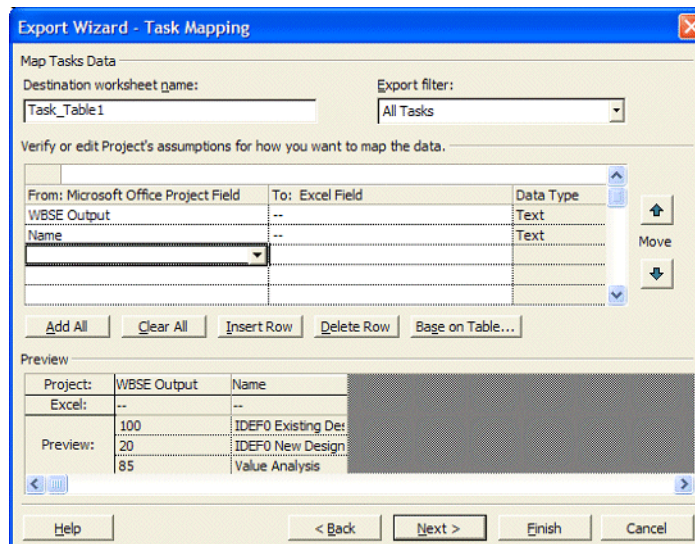 Export Wizard - Task Mapping
Map Tasks Data
Destination worksheet name: Export filter:
Task_Table1 All Tasks
Verify or edit Project's assumptions for how you want to map the data.
From: Microsoft Office Project Field To: Excel Field Data Type
WBSE Output -- Text
Name -- Text
Move
Add All Clear All Insert Row Delete Row Base on Table...
Preview
Project: WBSE Output Name
Excel: -- --
100 IDEF0 Existing Des
Preview: 20 IDEF0 New Design
85 Value Analysis
Help < Back Next > Finish Cancel